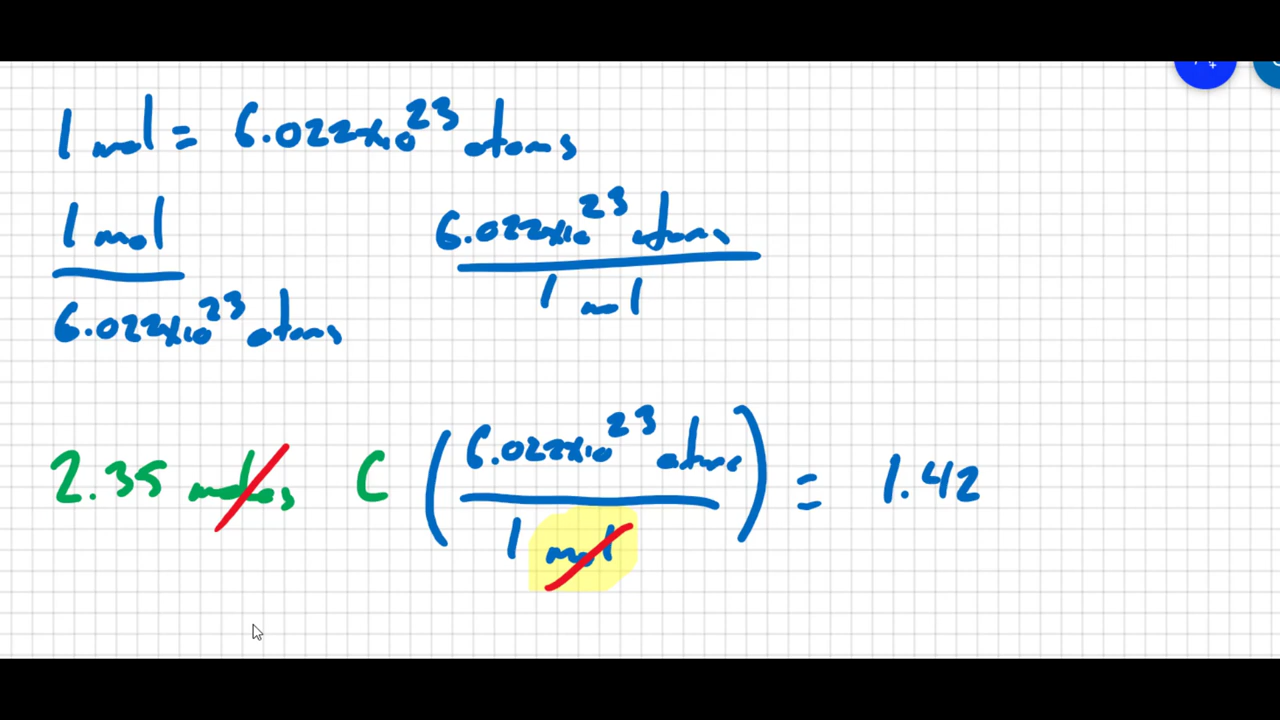 1 mol = 6.022x10^23 atoms
1 mol
6.022x10^23 atoms
6.022x10^23 atoms
1 mol
2.35 moles C (6.022x10^23 atoms / 1 mol) = 1.42